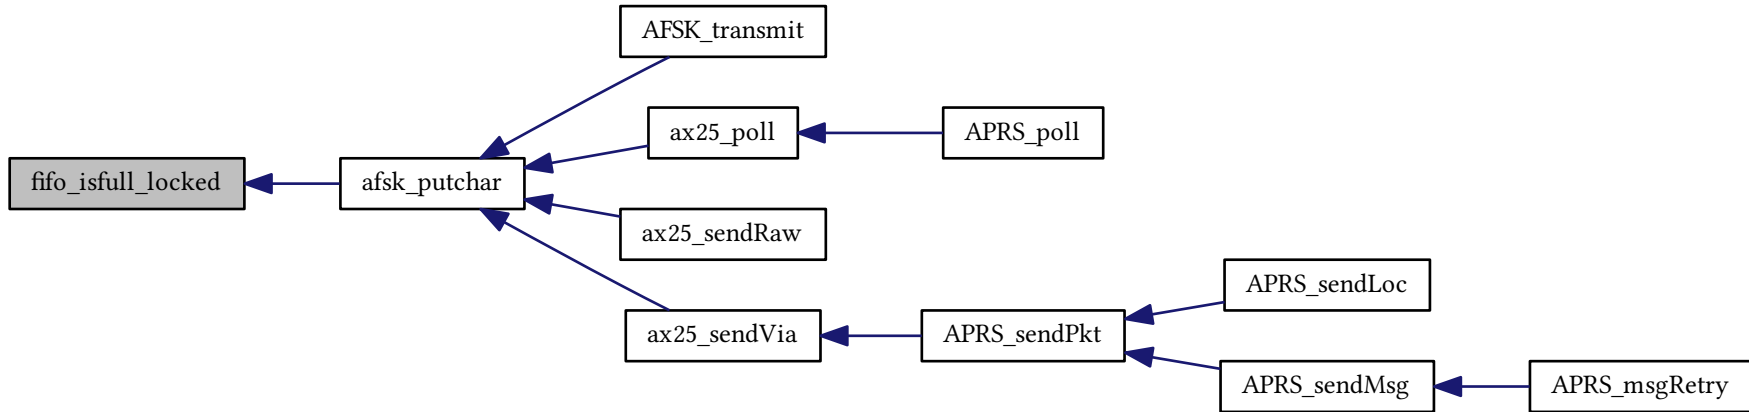 AFSK_transmit
ax25_poll
APRS_poll
fifo_isfull_locked
afsk_putchar
ax25_sendRaw
APRS_sendLoc
ax25_sendVia
APRS_sendPkt
APRS_sendMsg
APRS_msgRetry